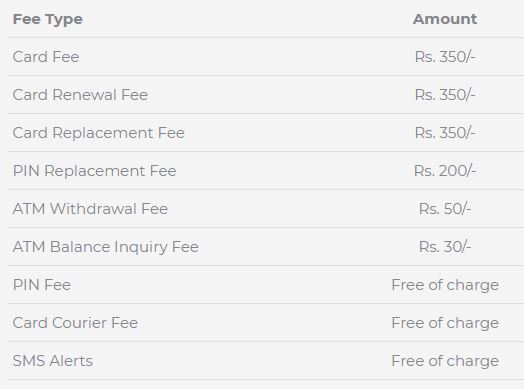 Fee Type Amount
Card Fee Rs. 350/-
Card Renewal Fee Rs. 350/-
Card Replacement Fee Rs. 350/-
PIN Replacement Fee Rs. 200/-
ATM Withdrawal Fee Rs. 50/-
ATM Balance Inquiry Fee Rs. 30/-
PIN Fee Free of charge
Card Courier Fee Free of charge
SMS Alerts Free of charge